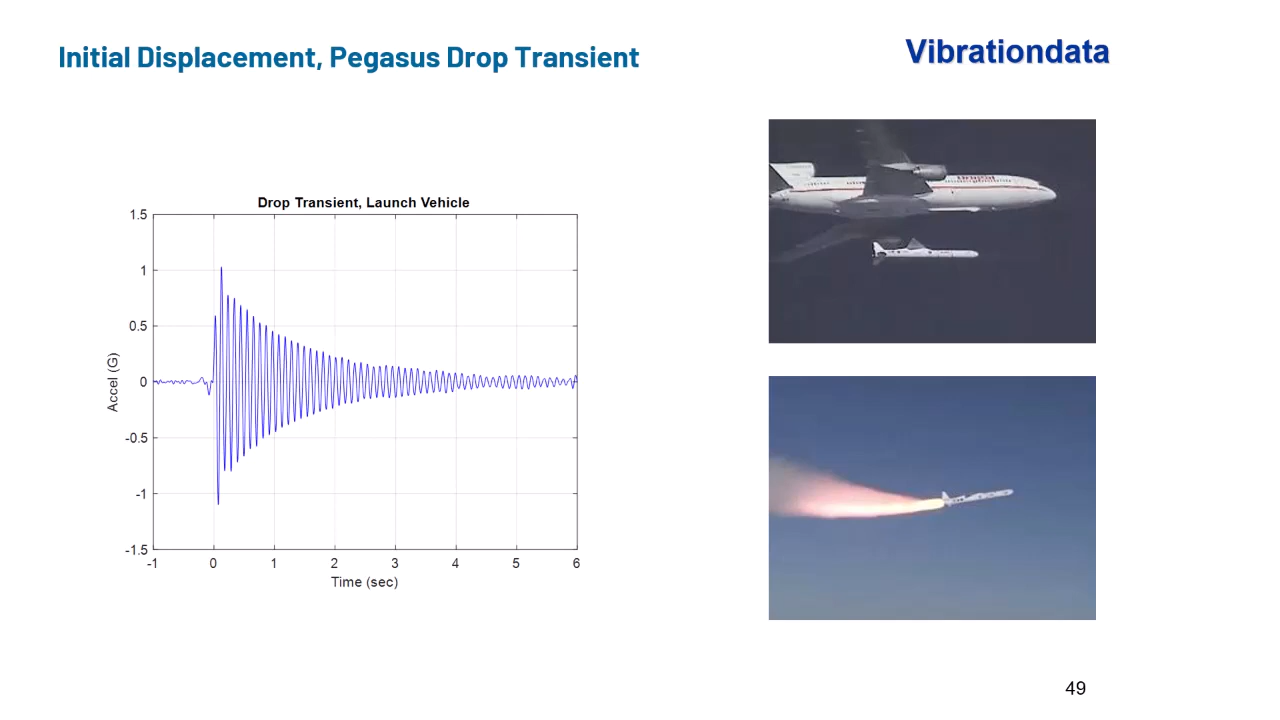 Initial Displacement, Pegasus Drop Transient
Vibrationdata
Drop Transient, Launch Vehicle
1.5
1
0.5
0
-0.5
-1
-1.5
Accel (G)
-1 0 1 2 3 4 5 6
Time (sec)
49